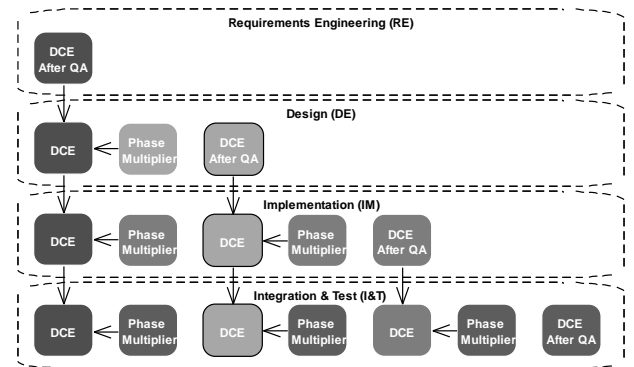 Requirements Engineering (RE)
DCE
After QA
Design (DE)
DCE
Phase
Multiplier
DCE
After QA
Implementation (IM)
DCE
Phase
Multiplier
DCE
Phase
Multiplier
DCE
After QA
Integration & Test (I&T)
DCE
Phase
Multiplier
DCE
Phase
Multiplier
DCE
Phase
Multiplier
DCE
After QA